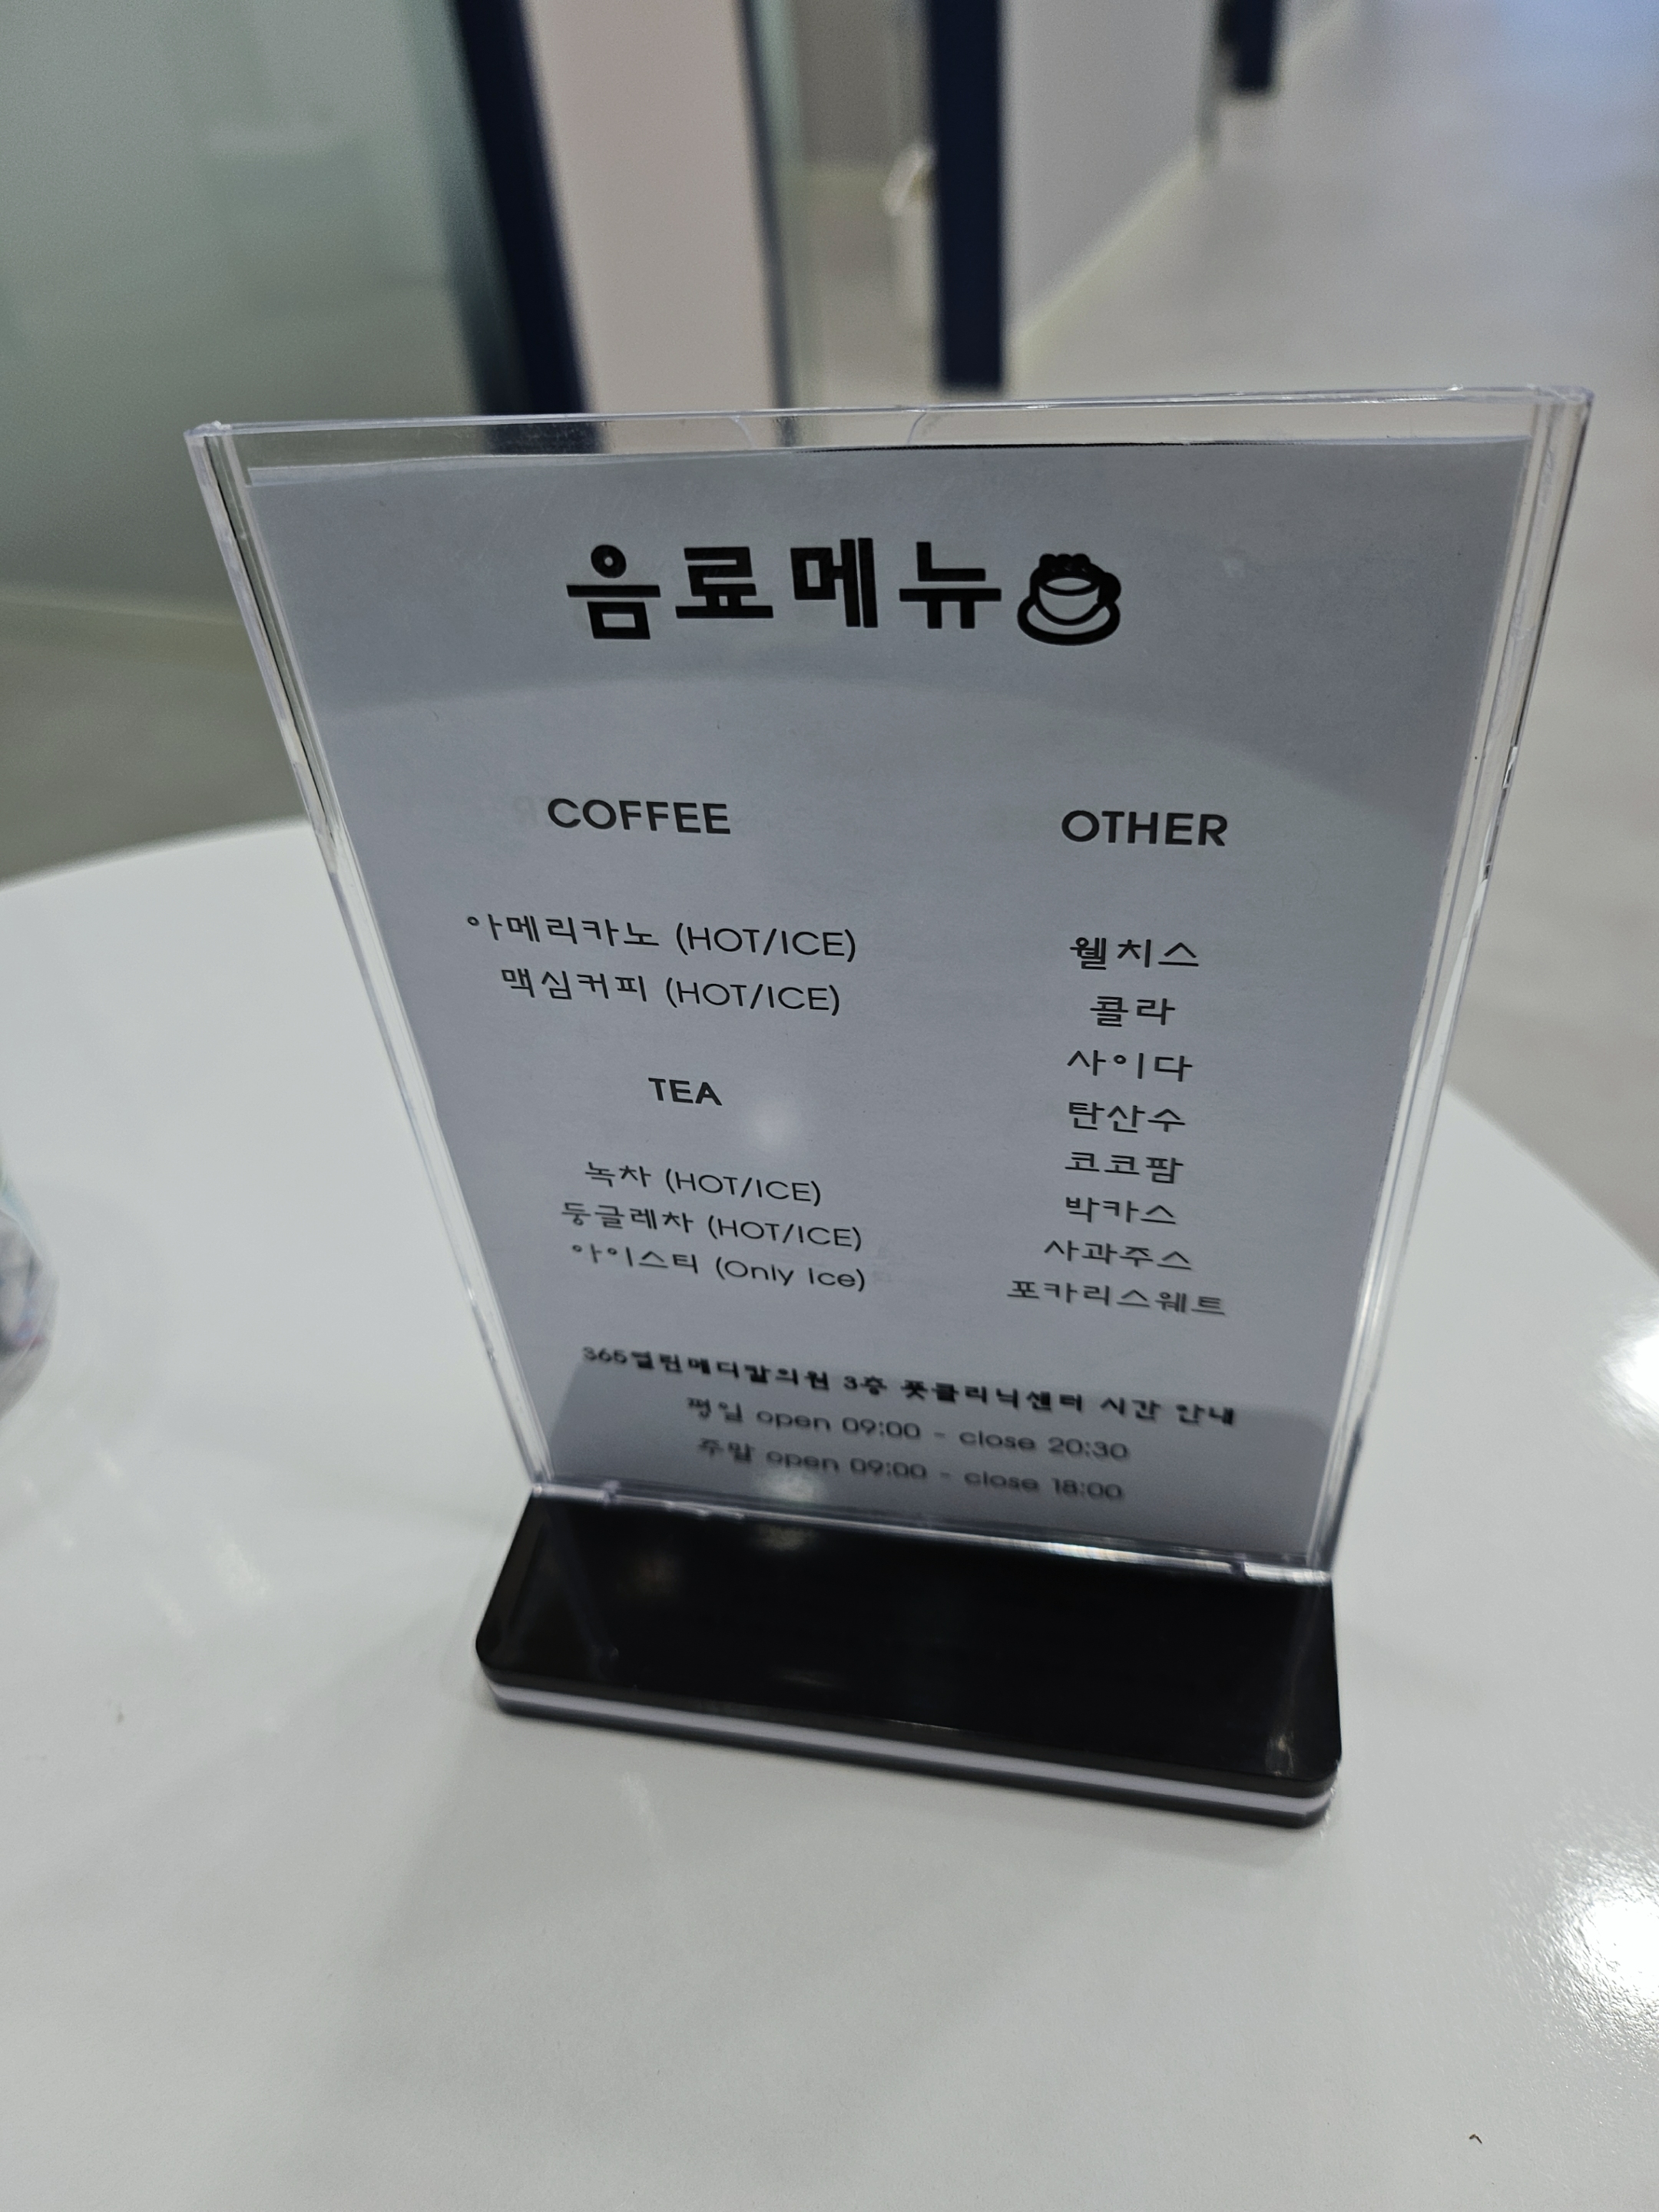 음료메뉴
COFFEE
아메리카노 (HOT/ICE)
맥심커피 (HOT/ICE)
TEA
녹차 (HOT/ICE)
둥글레차 (HOT/ICE)
아이스티 (Only Ice)
OTHER
웰치스
콜라
사이다
탄산수
코코팜
박카스
사과주스
포카리스웨트
365열린메디칼의원 3층 풋클리닉센터 시간 안내
평일 open 09:00 - close 20:30
주말 open 09:00 - close 18:00